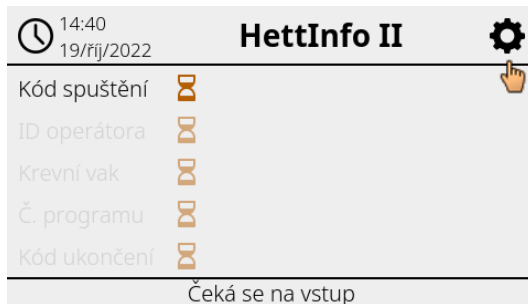 14:40
19/říj/2022
HettInfo II
Kód spuštění
ID operátora
Krevní vak
Č. programu
Kód ukončení
Čeká se na vstup